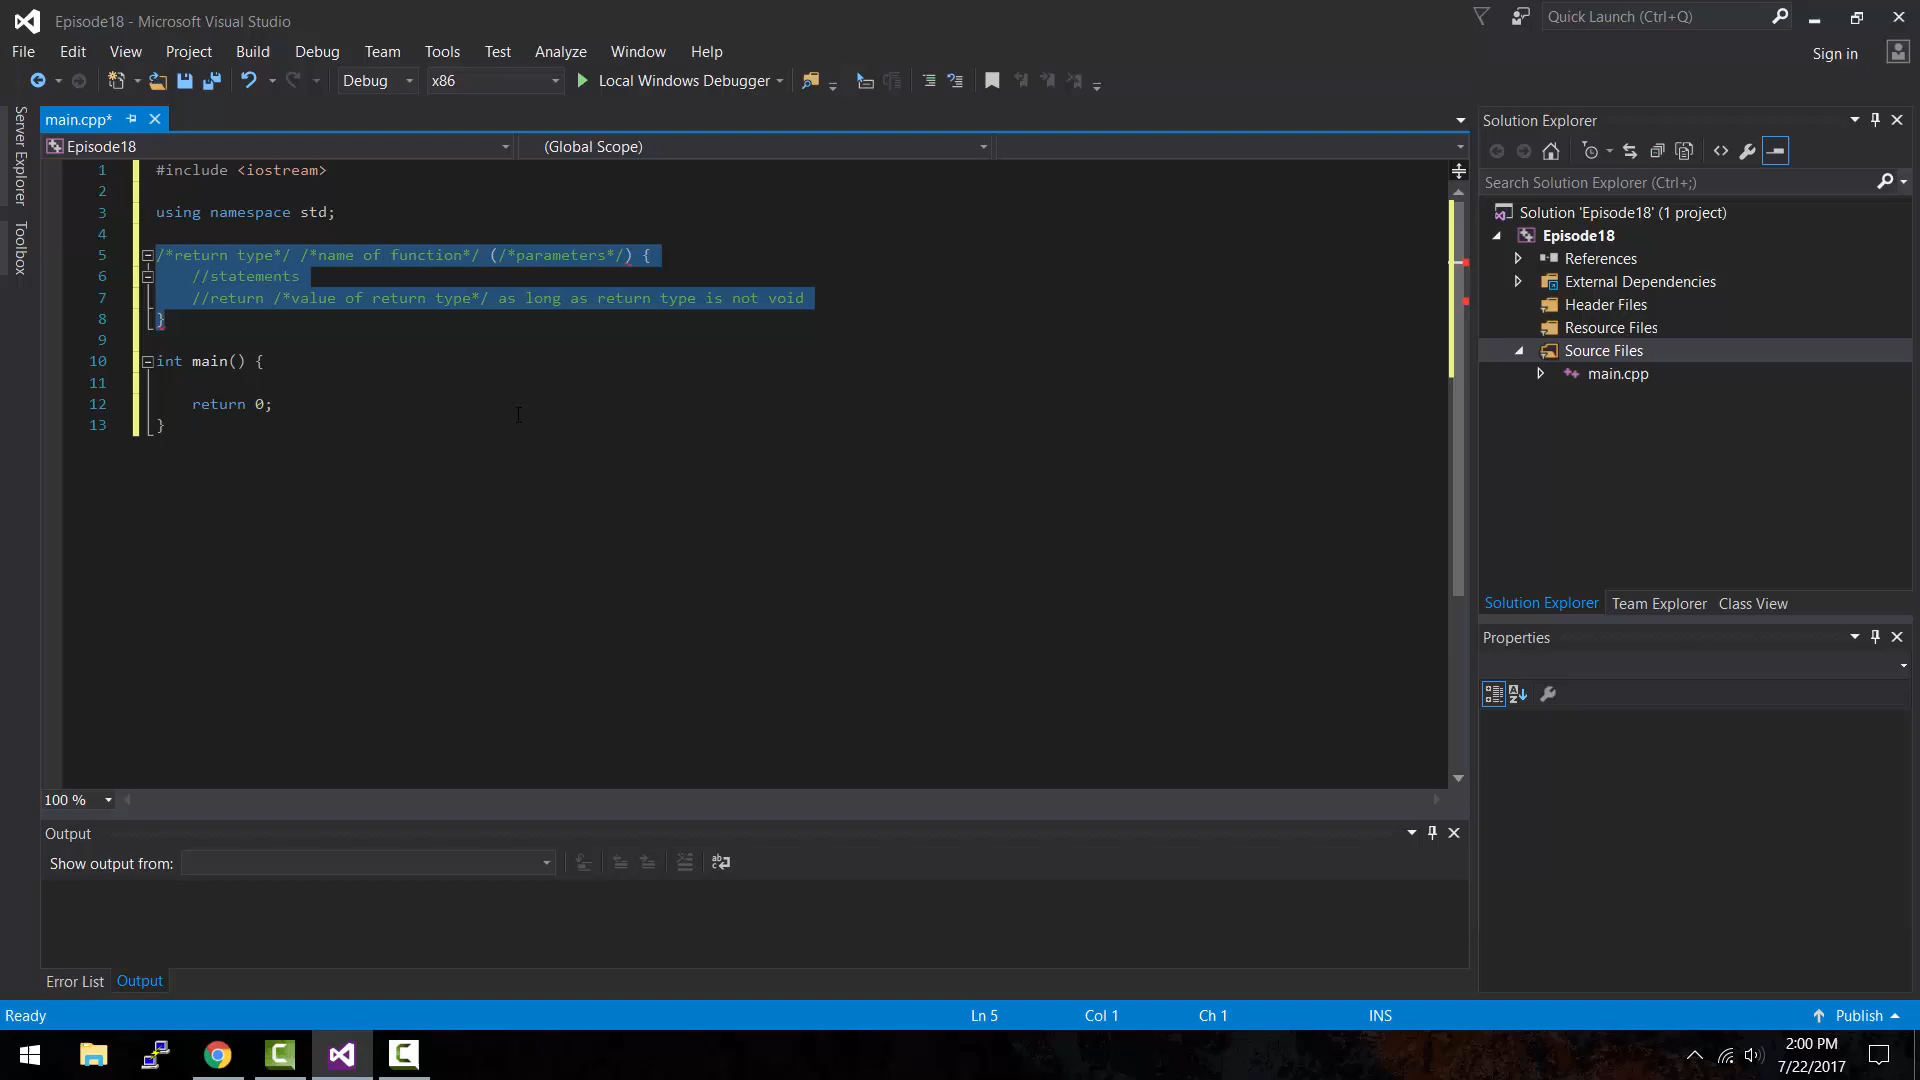 Episode18 - Microsoft Visual Studio
Quick Launch (Ctrl+Q)
File Edit View Project Build Debug Team Tools Test Analyze Window Help
Sign in
Debug x86 Local Windows Debugger
Server Explorer
Toolbox
main.cpp*
Episode18 (Global Scope)
1 #include <iostream>
2
3 using namespace std;
4
5 /*return type*/ /*name of function*/ (/*parameters*/) {
6 //statements
7 //return /*value of return type*/ as long as return type is not void
8 }
9
10 int main() {
11
12 return 0;
13 }
100 %
Solution Explorer
Search Solution Explorer (Ctrl+;)
Solution 'Episode18' (1 project)
Episode18
References
External Dependencies
Header Files
Resource Files
Source Files
main.cpp
Solution Explorer Team Explorer Class View
Properties
Output
Show output from:
Error List Output
Ready Ln 5 Col 1 Ch 1 INS Publish
2:00 PM
7/22/2017